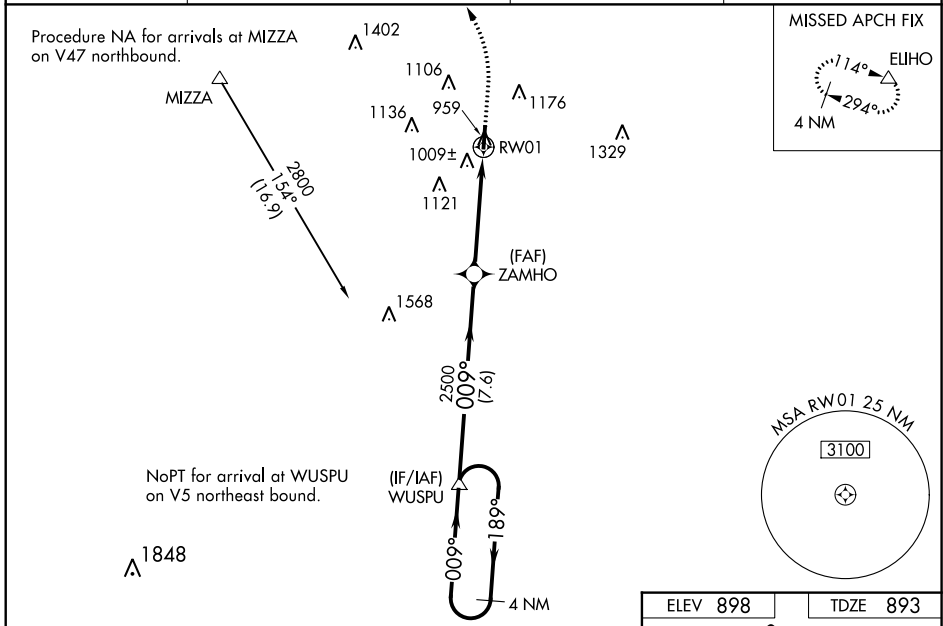 Procedure NA for arrivals at MIZZA
on V47 northbound.
MIZZA
2800
154°
(16.9)
1402
1106
1136
959
1176
1009±
RW01
1329
1121
MISSED APCH FIX
114°
ELIHO
294°
4 NM
(FAF)
ZAMHO
1568
2500
009°
(7.6)
NoPT for arrival at WUSPU
on V5 northeast bound.
(IF/IAF)
WUSPU
009°
189°
4 NM
1848
MSA RW01 25 NM
3100
ELEV 898
TDZE 893